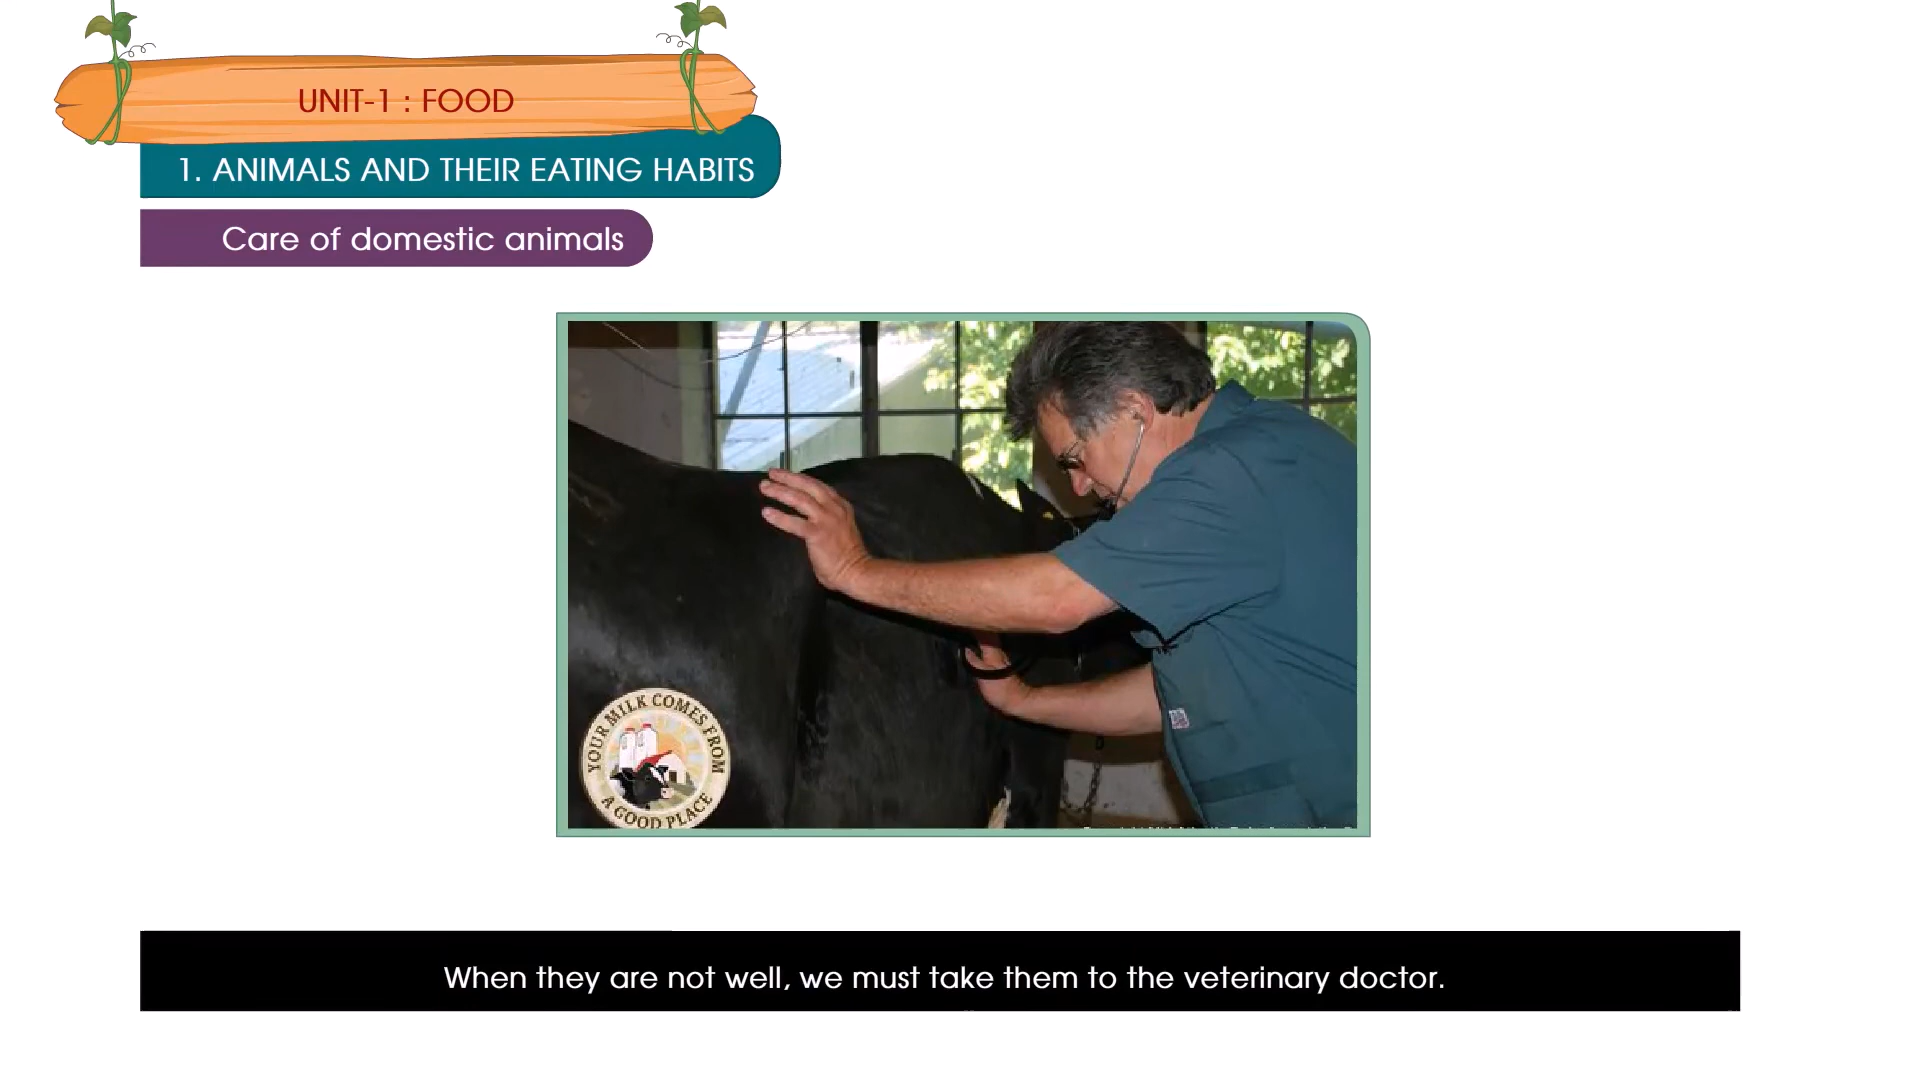 UNIT-1 : FOOD
1. ANIMALS AND THEIR EATING HABITS
Care of domestic animals
YOUR MILK COMES FROM
A GOOD PLACE
When they are not well, we must take them to the veterinary doctor.